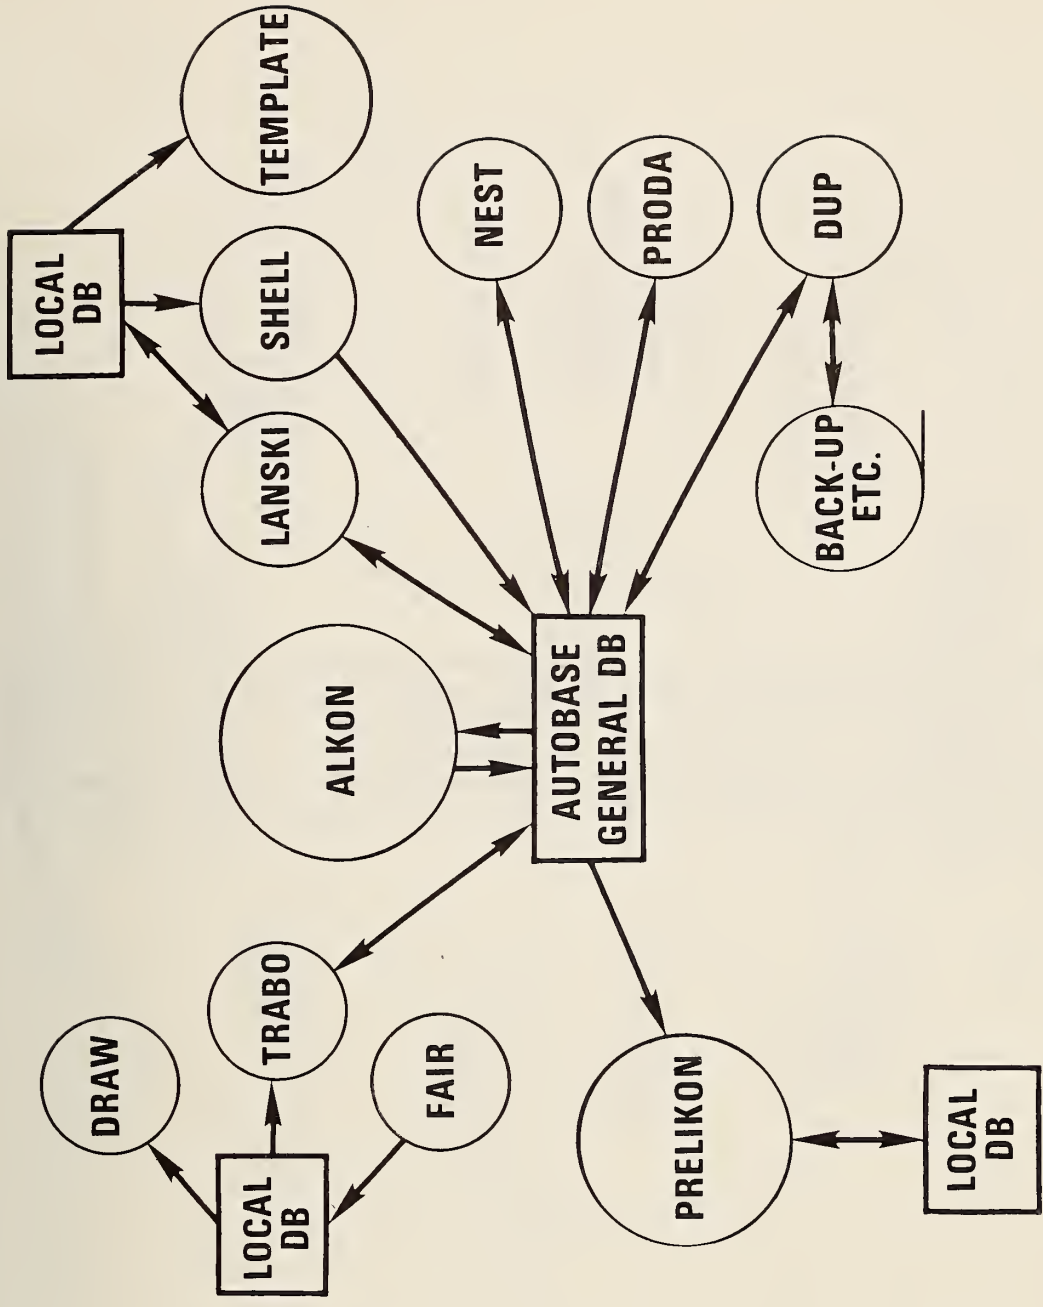 LOCAL
DB
TEMPLATE
SHELL
LANSKI
NEST
PRODA
DUP
BACK-UP
ETC.
ALKON
AUTOBASE
GENERAL DB
TRABO
DRAW
FAIR
LOCAL
DB
PRELIKON
LOCAL
DB